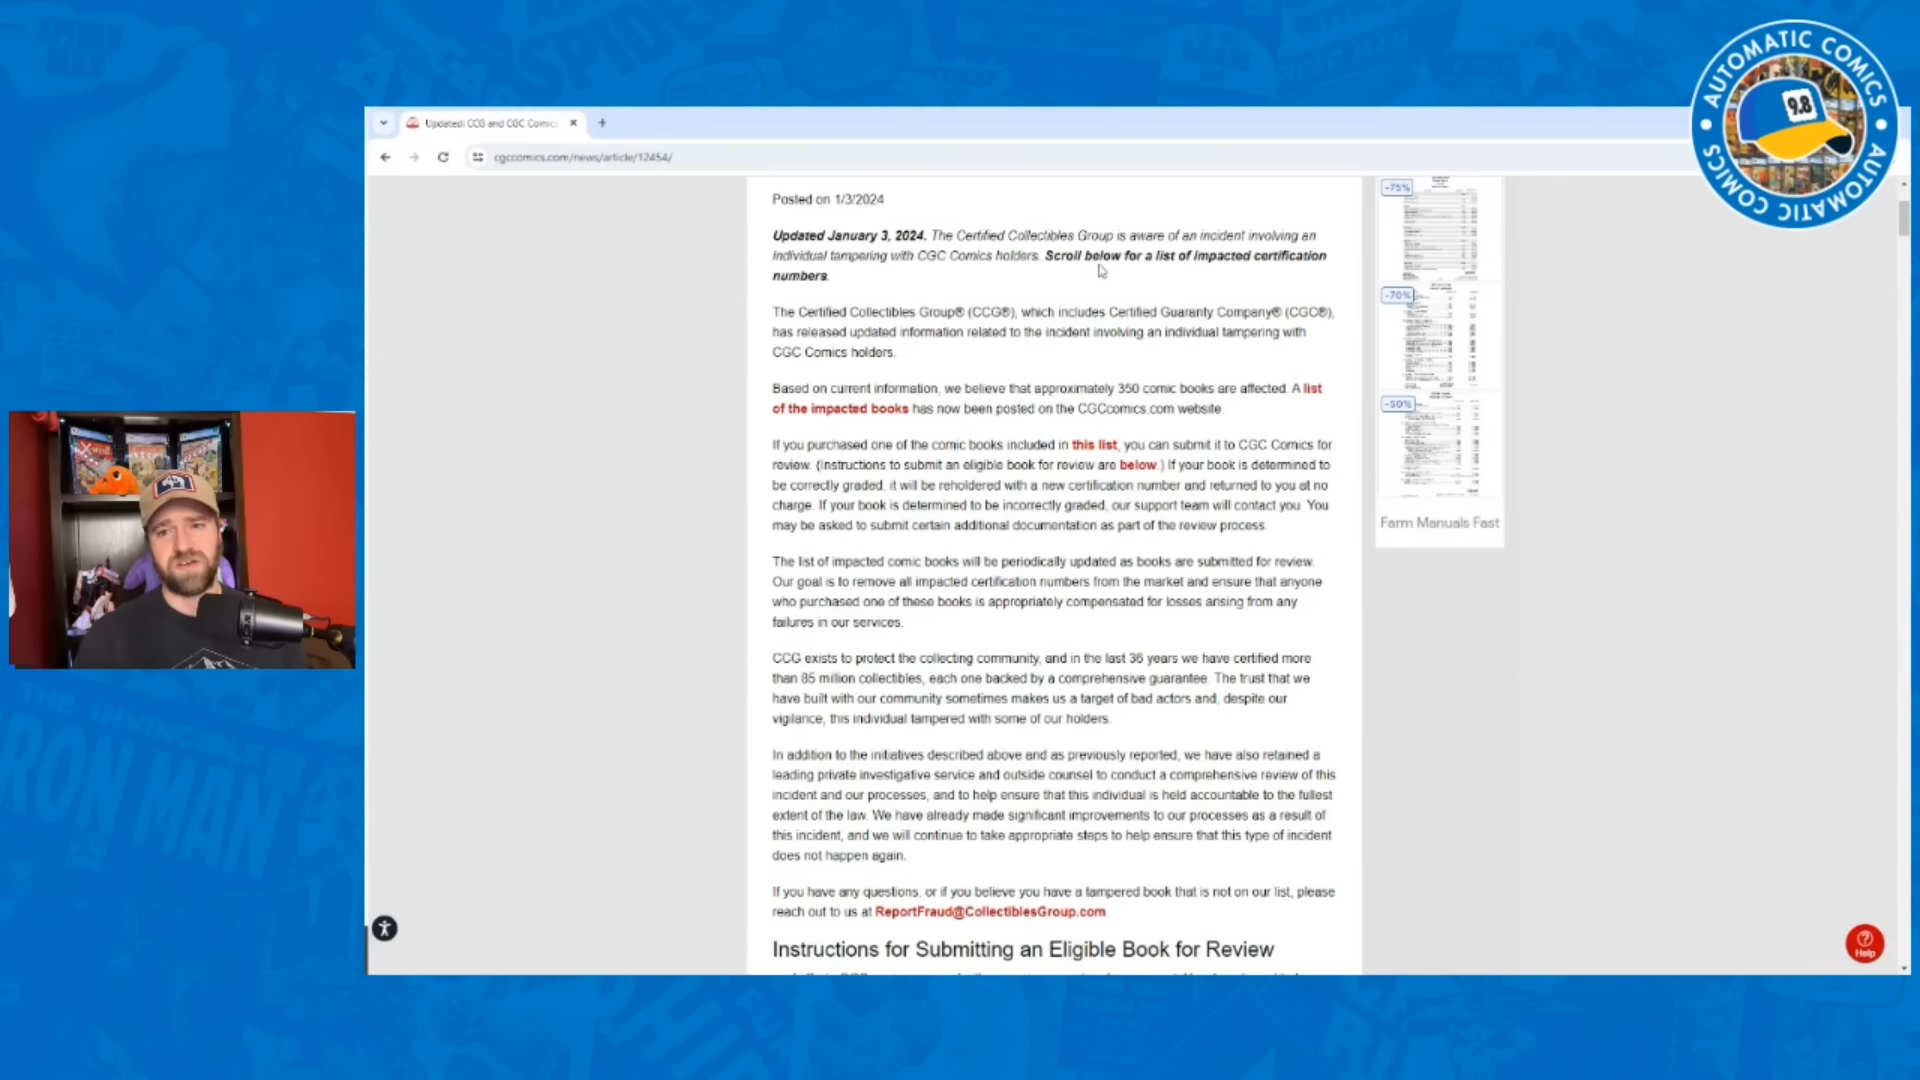 AUTOMATIC COMICS
AUTOMATIC COMICS
9.8
Updated: CCG and CGC Comics
cgccomics.com/news/article/12454/
Posted on 1/3/2024
Updated January 3, 2024. The Certified Collectibles Group is aware of an incident involving an
individual tampering with CGC Comics holders. Scroll below for a list of impacted certification
numbers.
The Certified Collectibles Group® (CCG®), which includes Certified Guaranty Company® (CGC®),
has released updated information related to the incident involving an individual tampering with
CGC Comics holders.
Based on current information, we believe that approximately 350 comic books are affected. A list
of the impacted books has now been posted on the CGCcomics.com website.
If you purchased one of the comic books included in this list, you can submit it to CGC Comics for
review. (Instructions to submit an eligible book for review are below.) If your book is determined to
be correctly graded, it will be reholdered with a new certification number and returned to you at no
charge. If your book is determined to be incorrectly graded, our support team will contact you. You
may be asked to submit certain additional documentation as part of the review process.
The list of impacted comic books will be periodically updated as books are submitted for review.
Our goal is to remove all impacted certification numbers from the market and ensure that anyone
who purchased one of these books is appropriately compensated for losses arising from any
failures in our services.
CCG exists to protect the collecting community, and in the last 36 years we have certified more
than 85 million collectibles, each one backed by a comprehensive guarantee. The trust that we
have built with our community sometimes makes us a target of bad actors and, despite our
vigilance, this individual tampered with some of our holders.
In addition to the initiatives described above and as previously reported, we have also retained a
leading private investigative service and outside counsel to conduct a comprehensive review of this
incident and our processes, and to help ensure that this individual is held accountable to the fullest
extent of the law. We have already made significant improvements to our processes as a result of
this incident, and we will continue to take appropriate steps to help ensure that this type of incident
does not happen again.
If you have any questions, or if you believe you have a tampered book that is not on our list, please
reach out to us at ReportFraud@CollectiblesGroup.com
Instructions for Submitting an Eligible Book for Review
-75%
-70%
-50%
Farm Manuals Fast
Help
THE INVINCIBLE
IRON MAN